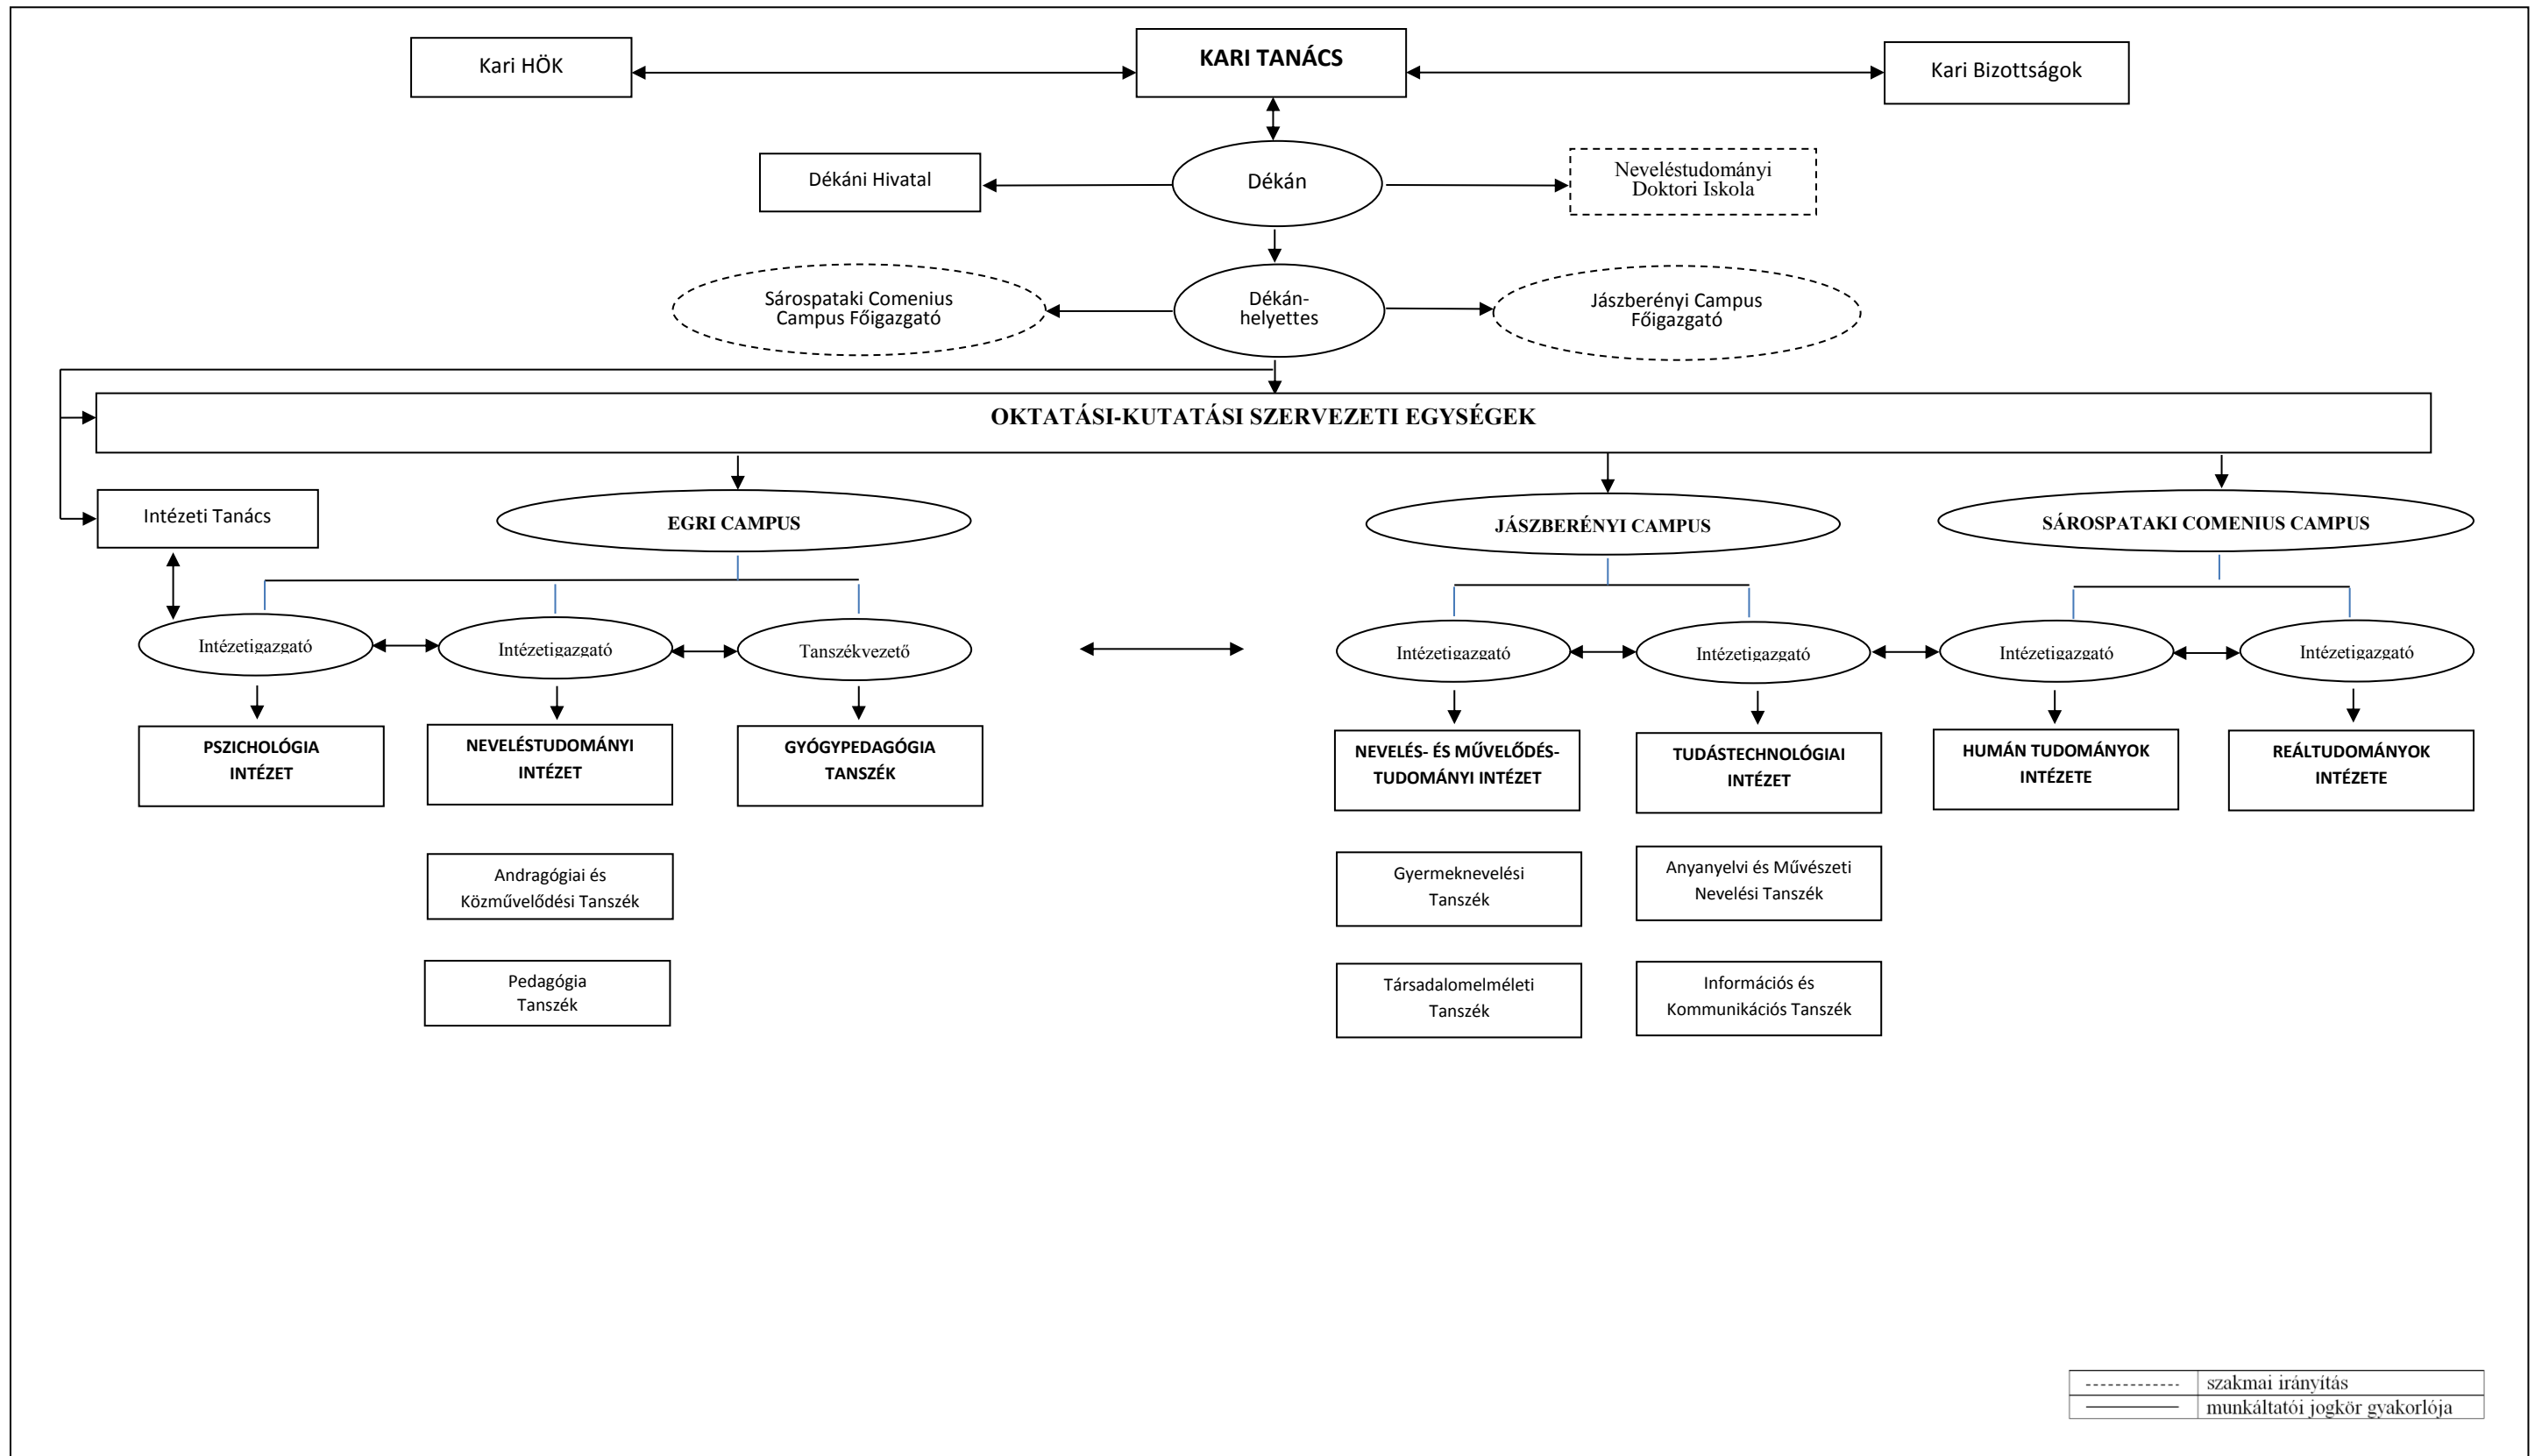 Kari HÖK
KARI TANÁCS
Kari Bizottságok
Dékáni Hivatal
Dékán
Neveléstudományi
Doktori Iskola
Sárospataki Comenius
Campus Főigazgató
Dékán-
helyettes
Jászberényi Campus
Főigazgató
OKTATÁSI-KUTATÁSI SZERVEZETI EGYSÉGEK
Intézeti Tanács
EGRI CAMPUS
JÁSZBERÉNYI CAMPUS
SÁROSPATAKI COMENIUS CAMPUS
Intézetigazgató
Intézetigazgató
Tanszékvezető
Intézetigazgató
Intézetigazgató
Intézetigazgató
Intézetigazgató
PSZICHOLÓGIA
INTÉZET
NEVELÉSTUDOMÁNYI
INTÉZET
GYÓGYPEDAGÓGIA
TANSZÉK
NEVELÉS- ÉS MŰVELŐDÉS-
TUDOMÁNYI INTÉZET
TUDÁSTECHNOLÓGIAI
INTÉZET
HUMÁN TUDOMÁNYOK
INTÉZETE
REÁLTUDOMÁNYOK
INTÉZETE
Andragógiai és
Közművelődési Tanszék
Gyermeknevelési
Tanszék
Anyanyelvi és Művészeti
Nevelési Tanszék
Pedagógia
Tanszék
Társadalomelméleti
Tanszék
Információs és
Kommunikációs Tanszék
szakmai irányítás
munkáltatói jogkör gyakorlója